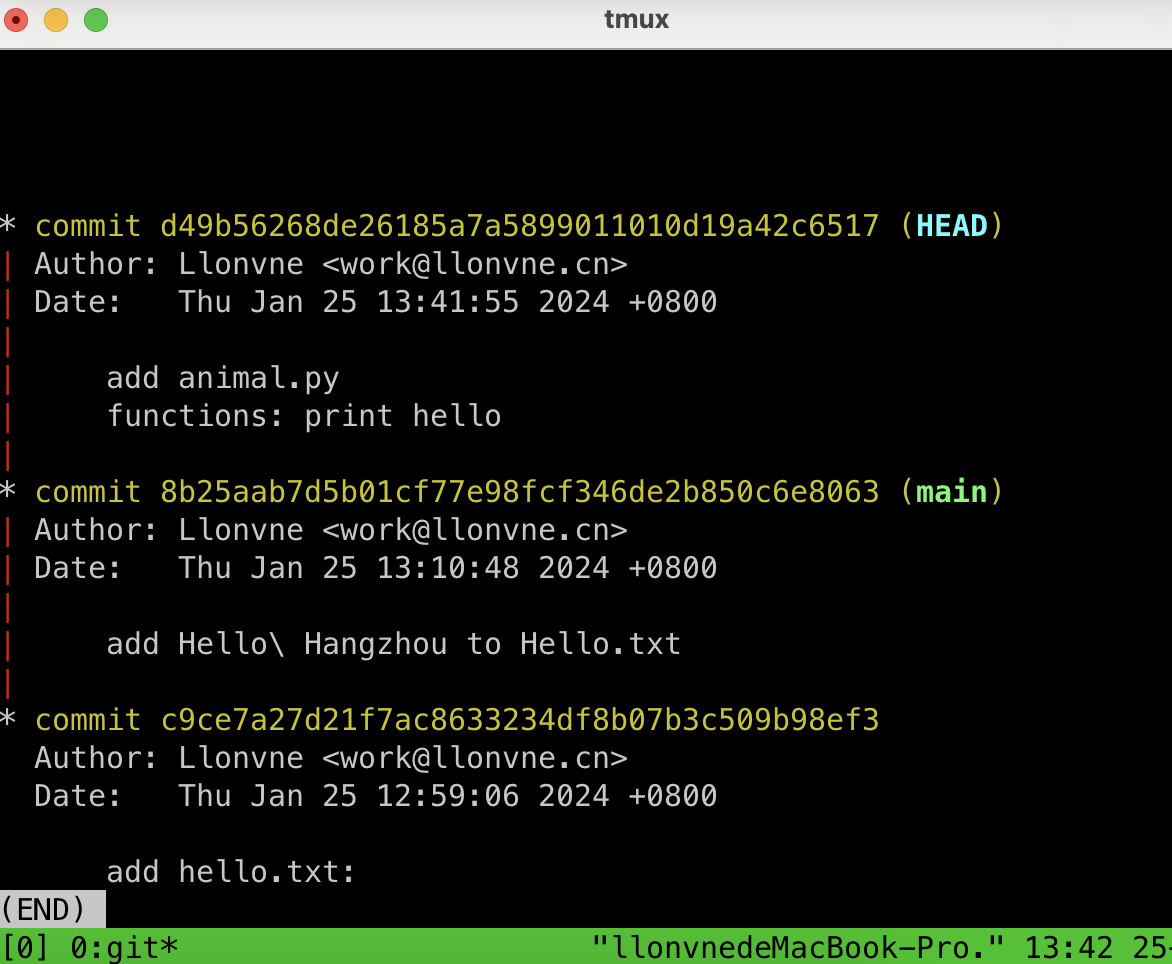 tmux
* commit d49b56268de26185a7a5899011010d19a42c6517 (HEAD)
| Author: Llonvne <work@llonvne.cn>
| Date:   Thu Jan 25 13:41:55 2024 +0800
|
|     add animal.py
|     functions: print hello
|
* commit 8b25aab7d5b01cf77e98fcf346de2b850c6e8063 (main)
| Author: Llonvne <work@llonvne.cn>
| Date:   Thu Jan 25 13:10:48 2024 +0800
|
|     add Hello\ Hangzhou to Hello.txt
|
* commit c9ce7a27d21f7ac8633234df8b07b3c509b98ef3
  Author: Llonvne <work@llonvne.cn>
  Date:   Thu Jan 25 12:59:06 2024 +0800

      add hello.txt:
(END)
[0] 0:git* "llonvnedeMacBook-Pro." 13:42 25-